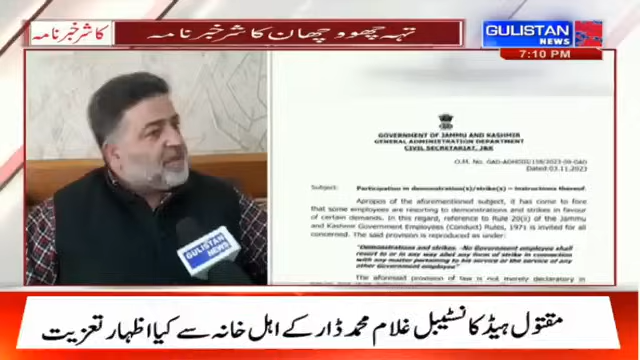 کاشر خبرنامہ
تہہ چھوو چھان کاشر خبرنامہ
GULISTAN
NEWS
7:10 PM
GULISTAN
NEWS
GOVERNMENT OF JAMMU AND KASHMIR
GENERAL ADMINISTRATION DEPARTMENT
CIVIL SECRETARIAT, J&K
Dated:03.11.2023
Subject: Participation in demonstration(s)/strike(s) – instructions thereof.
Apropos of the aforementioned subject, it has come to fore
that some employees are resorting to demonstrations and strikes in favour
of certain demands. In this regard, reference to Rule 20(ii) of the Jammu
and Kashmir Government Employees (Conduct) Rules, 1971 is invited for all
concerned. The said provision is reproduced as under:
"Demonstrations and strikes. -No Government employee shall
resort to or in any way abet any form of strike in connection
with any matter pertaining to his service or the service of
any other Government employee"
The aforesaid provision of law is not merely declaratory in
مقتول ہیڈ کانسٹیبل غلام محمد ڈار کے اہل خانہ سے کیا اظہار تعزیت